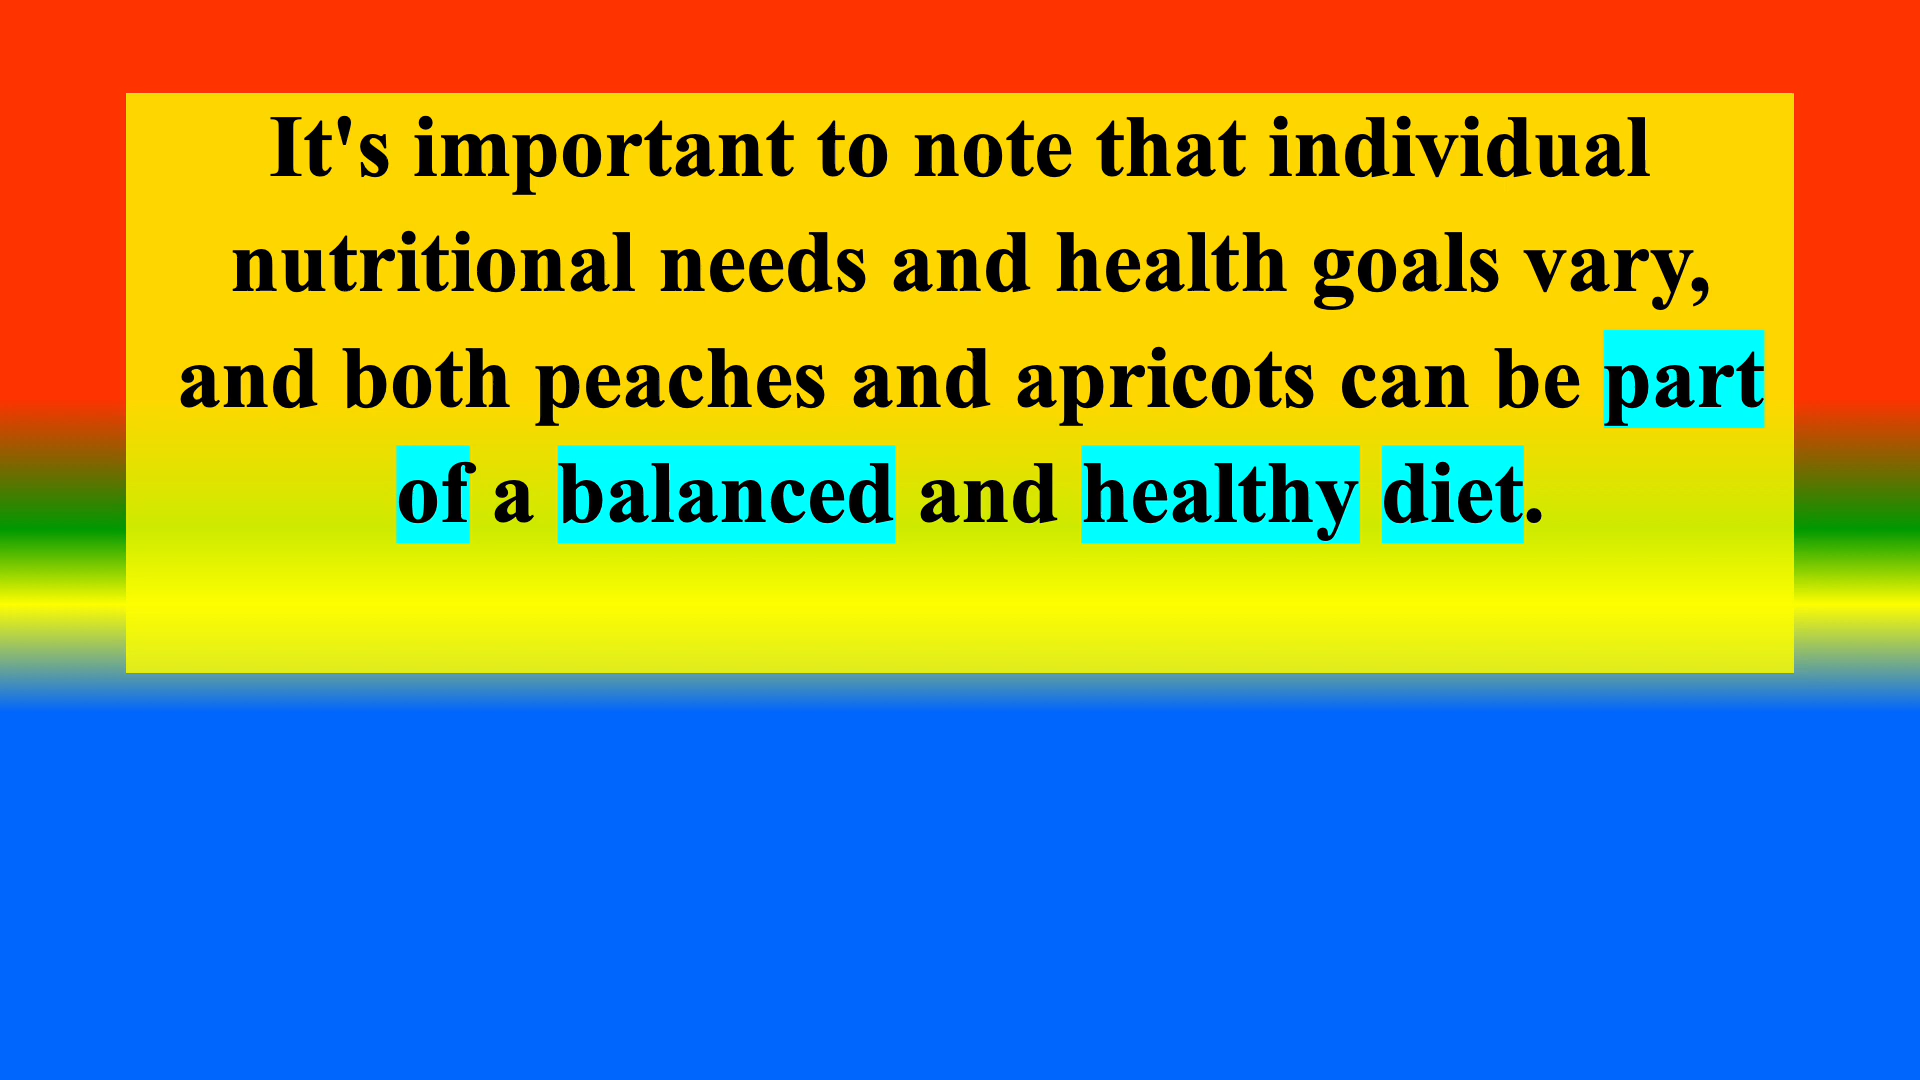 It's important to note that individual
nutritional needs and health goals vary,
and both peaches and apricots can be part
of a balanced and healthy diet.